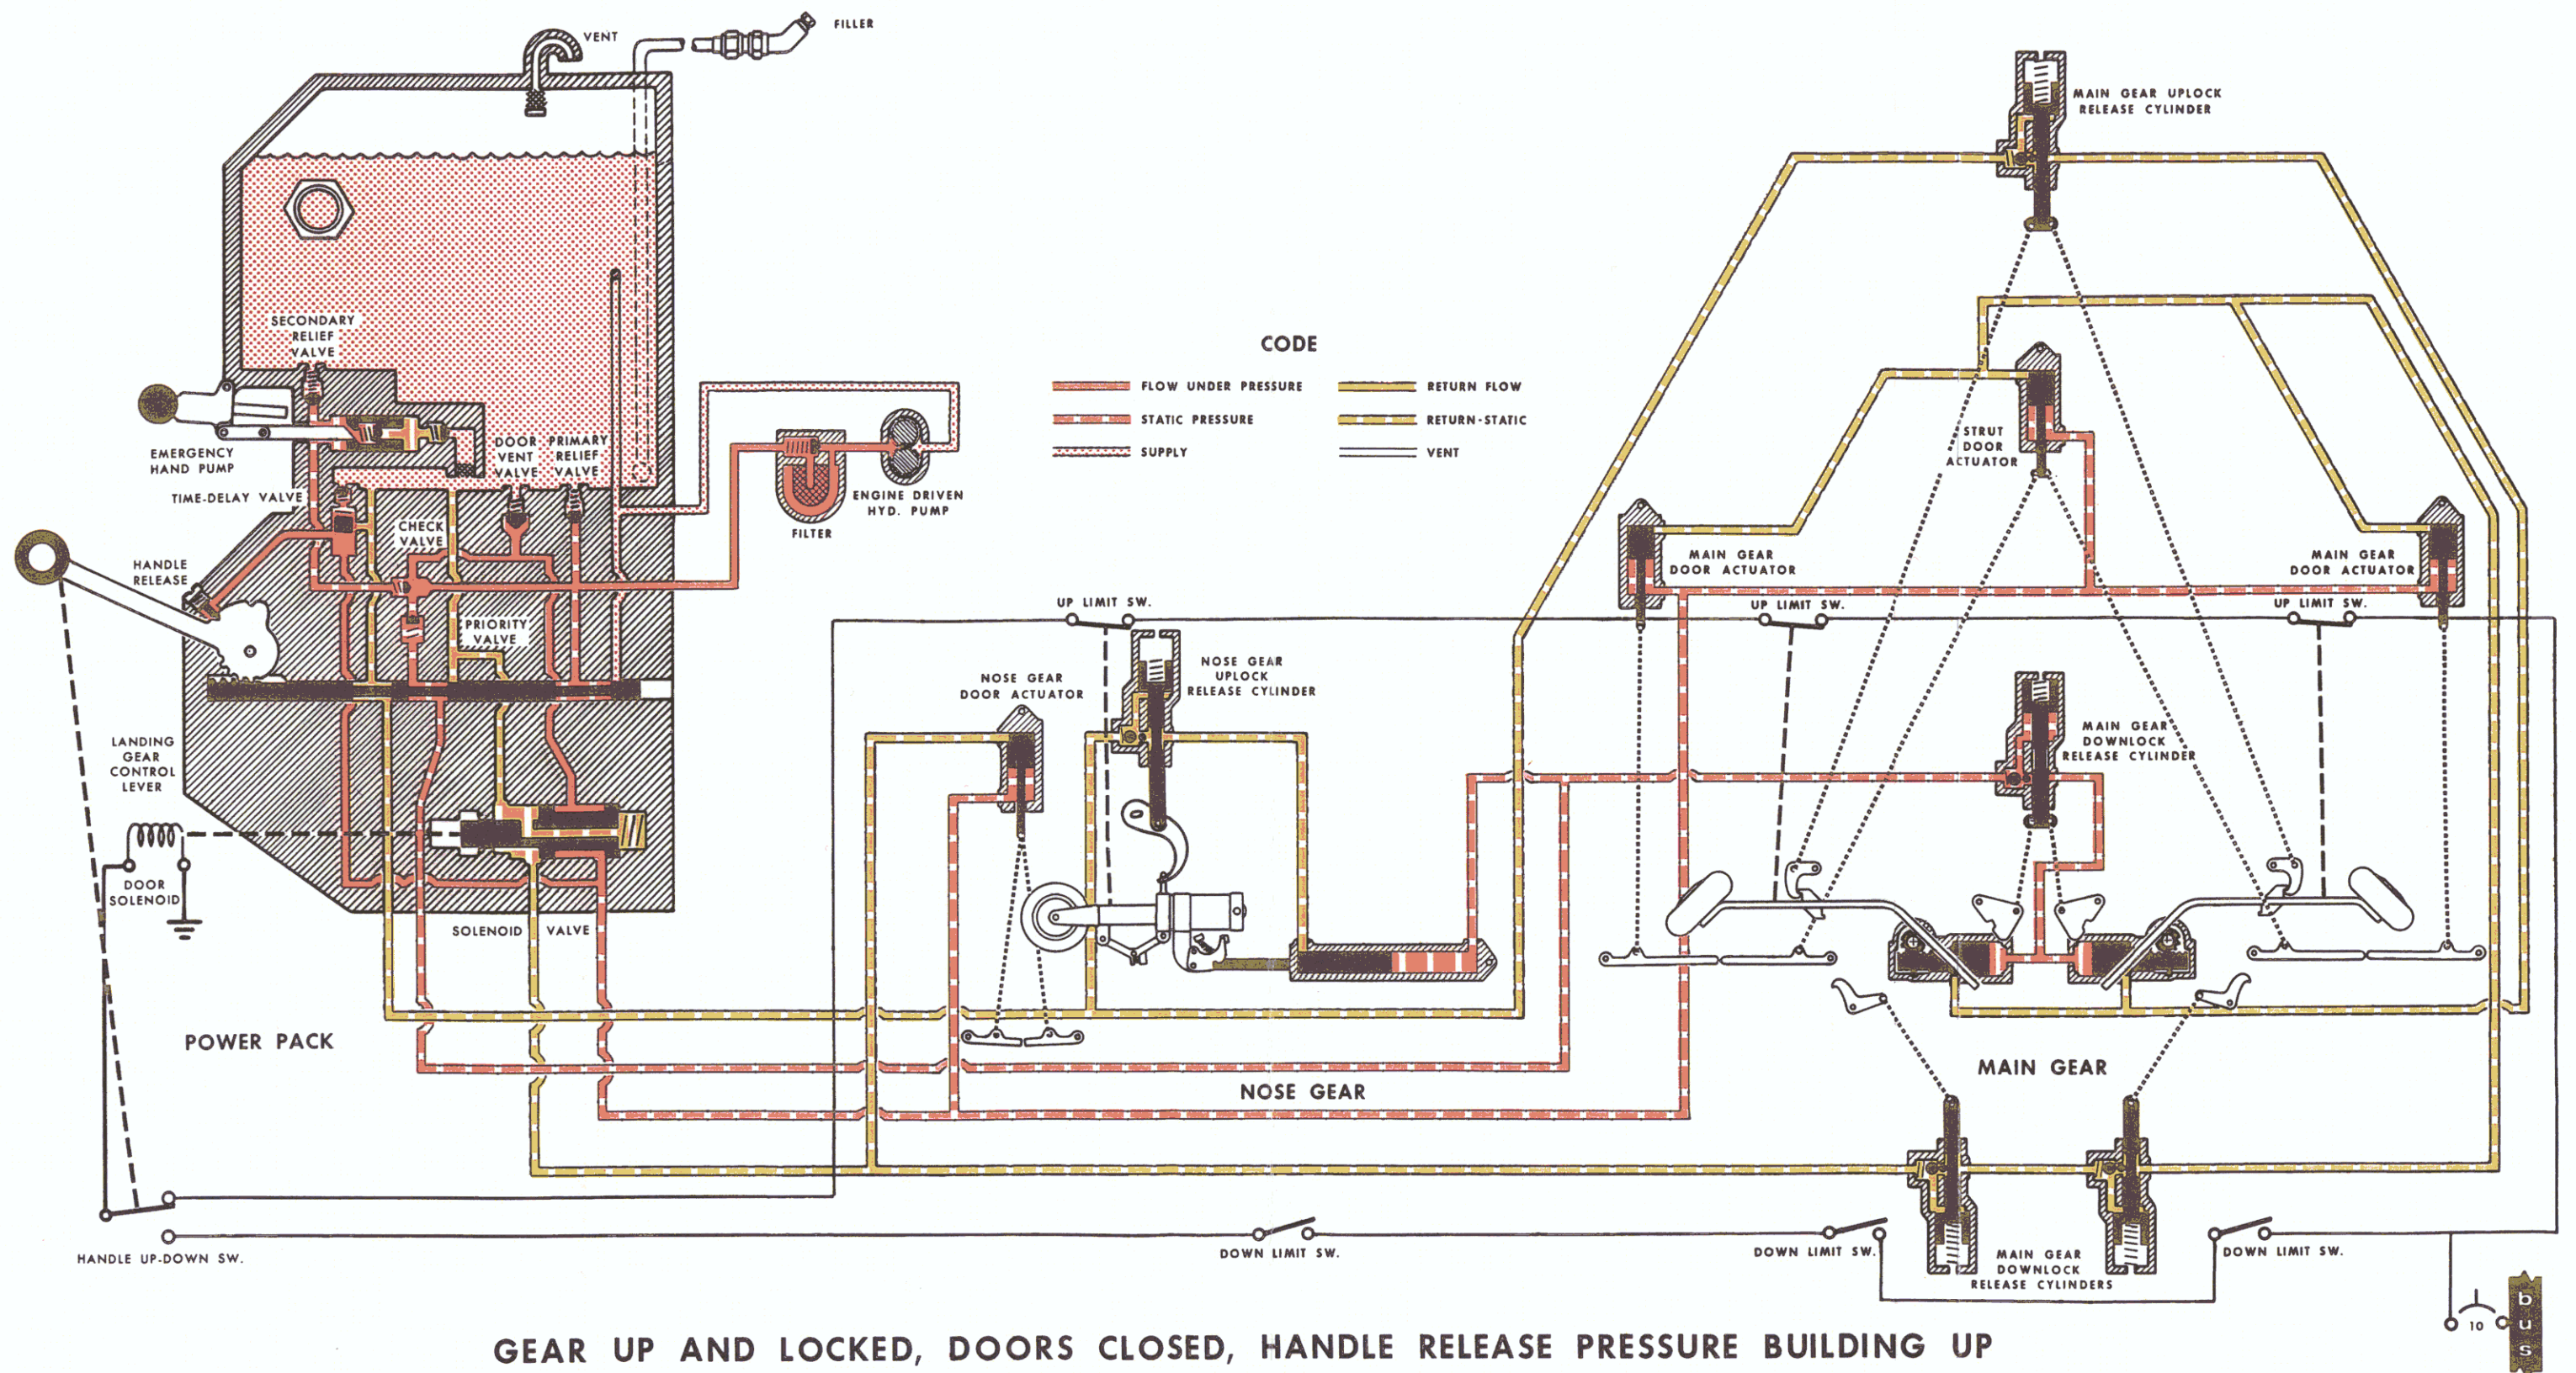 VENT
FILLER
MAIN GEAR UPLOCK
RELEASE CYLINDER
SECONDARY
RELIEF
VALVE
CODE
FLOW UNDER PRESSURE
RETURN FLOW
STATIC PRESSURE
RETURN-STATIC
SUPPLY
VENT
EMERGENCY
HAND PUMP
DOOR
VENT
VALVE
PRIMARY
RELIEF
VALVE
TIME-DELAY VALVE
CHECK
VALVE
ENGINE DRIVEN
HYD. PUMP
FILTER
STRUT
DOOR
ACTUATOR
MAIN GEAR
DOOR ACTUATOR
MAIN GEAR
DOOR ACTUATOR
HANDLE
RELEASE
PRIORITY
VALVE
UP LIMIT SW.
UP LIMIT SW.
UP LIMIT SW.
NOSE GEAR
DOOR ACTUATOR
NOSE GEAR
UPLOCK
RELEASE CYLINDER
MAIN GEAR
DOWNLOCK
RELEASE CYLINDER
LANDING
GEAR
CONTROL
LEVER
DOOR
SOLENOID
SOLENOID VALVE
POWER PACK
NOSE GEAR
MAIN GEAR
HANDLE UP-DOWN SW.
DOWN LIMIT SW.
DOWN LIMIT SW.
MAIN GEAR
DOWNLOCK
RELEASE CYLINDERS
DOWN LIMIT SW.
10
bus
GEAR UP AND LOCKED, DOORS CLOSED, HANDLE RELEASE PRESSURE BUILDING UP